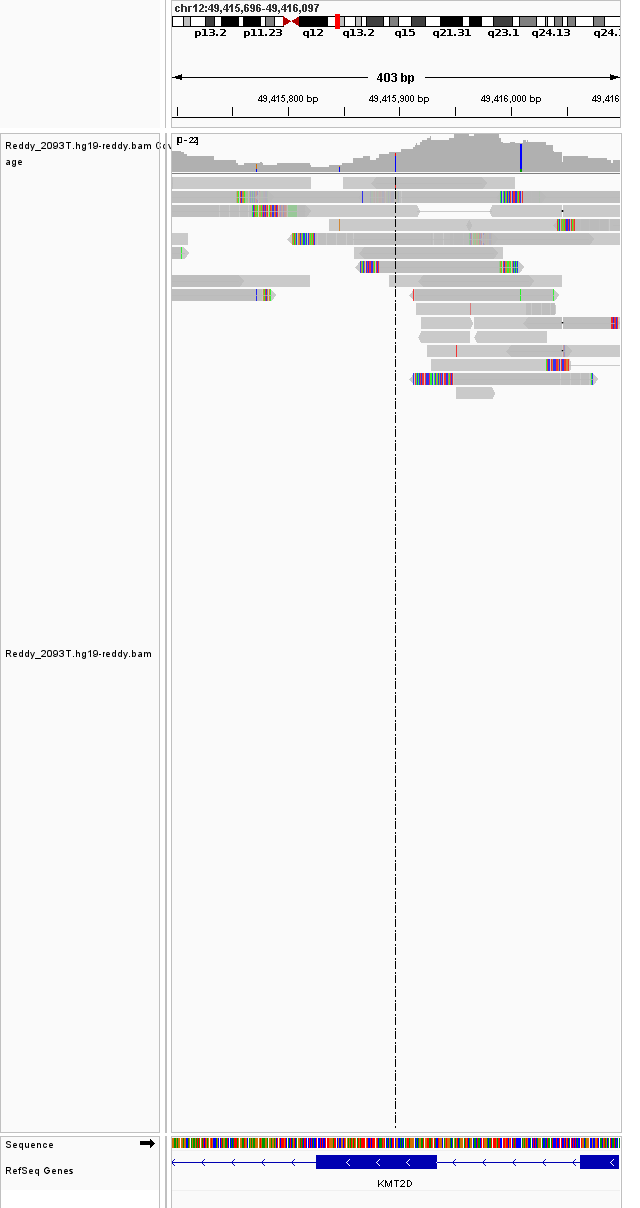 chr12:49,415,696-49,416,097
p13.2 p11.23 q12 q13.2 q15 q21.31 q23.1 q24.13 q24.
403 bp
49,415,800 bp 49,415,900 bp 49,416,000 bp 49,416
Reddy_2093T.hg19-reddy.bam Cov
age
[0-22]
Reddy_2093T.hg19-reddy.bam
Sequence
RefSeq Genes
KMT2D